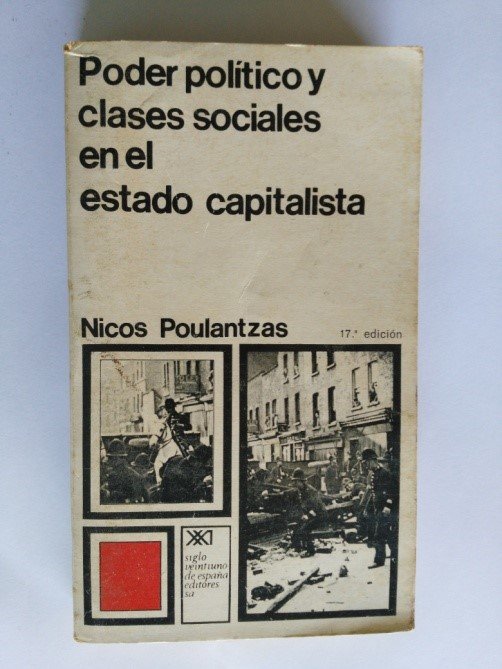 Poder político y
clases sociales
en el
estado capitalista
Nicos Poulantzas
17.ª edición
siglo
veintiuno
de españa
editores
sa